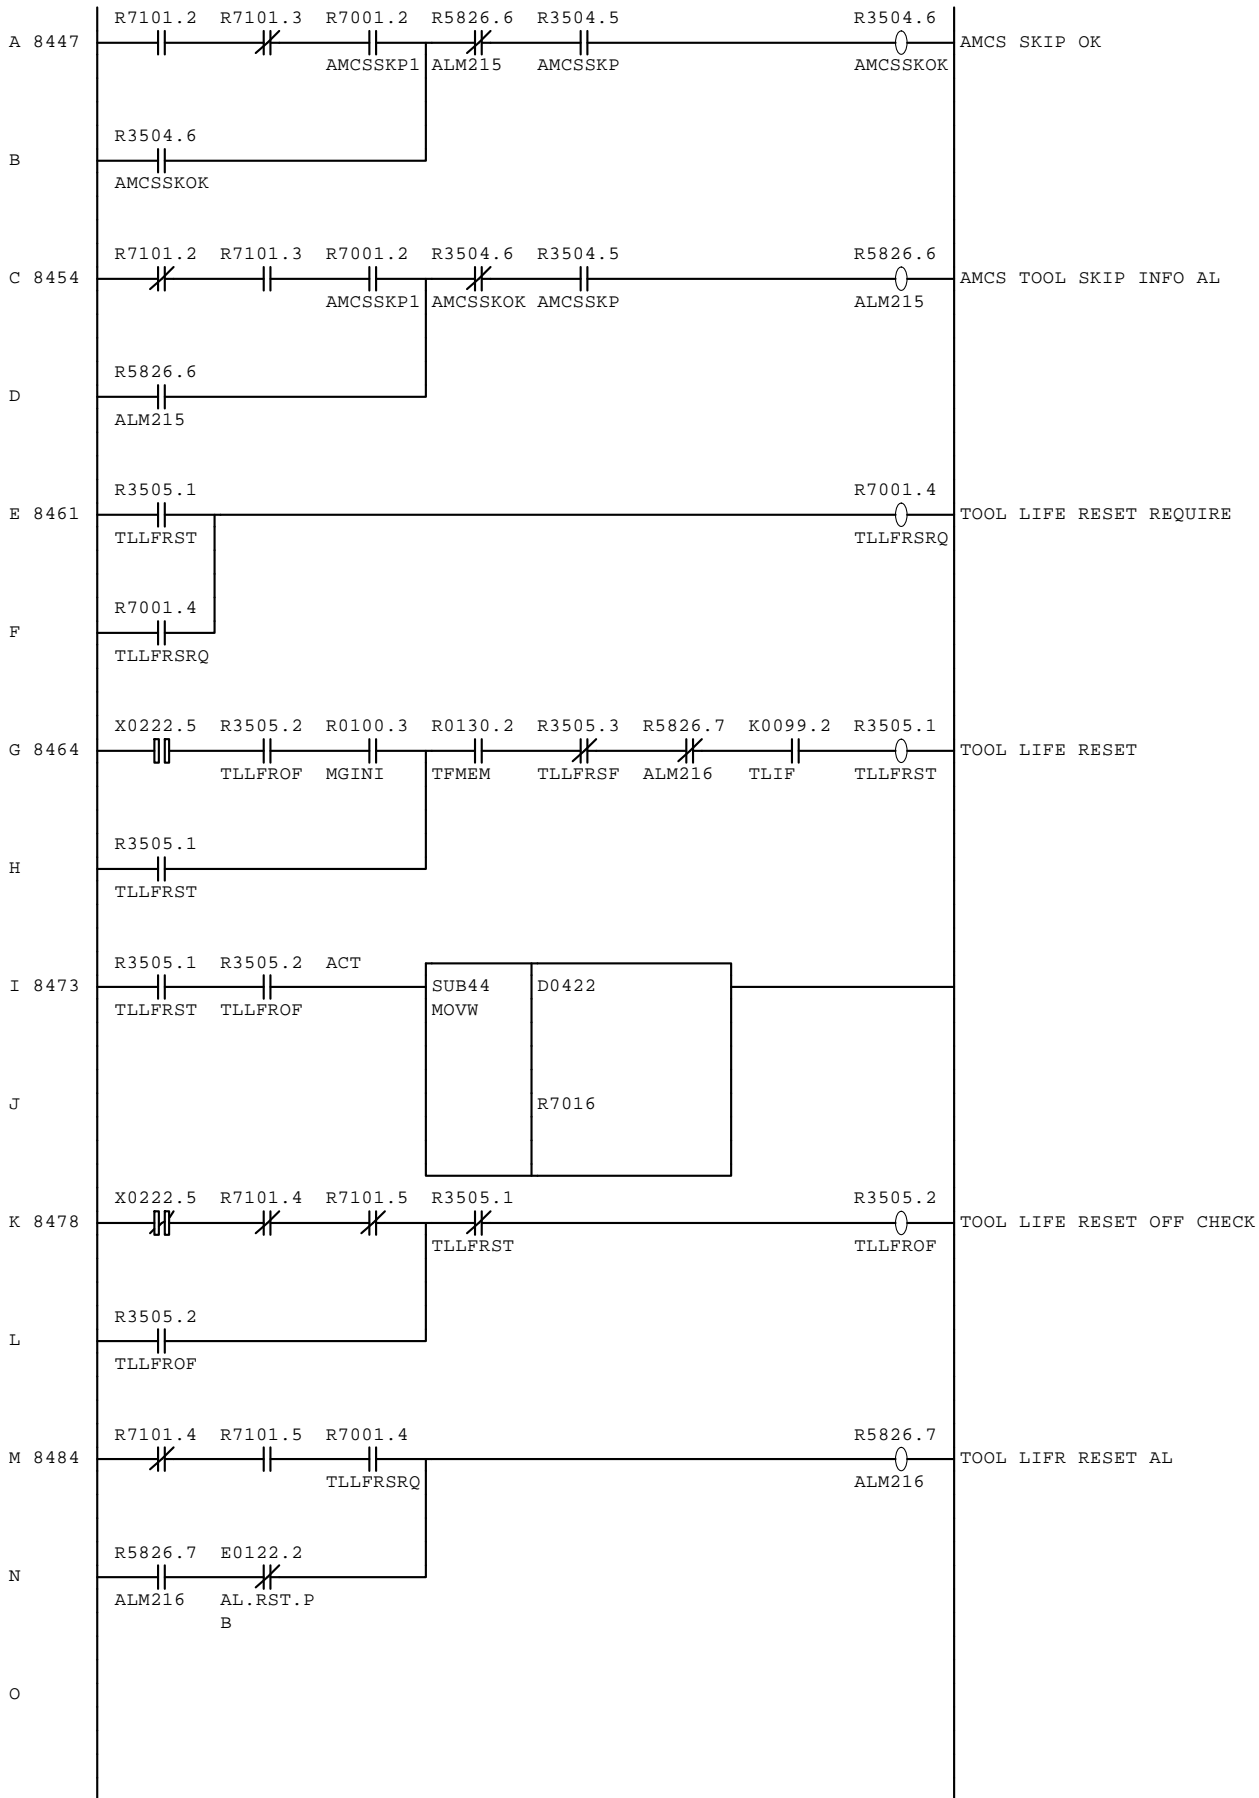 R7101.2 R7101.3 R7001.2 R5826.6 R3504.5 R3504.6
A 8447 AMCS SKIP OK
AMCSSKP1 ALM215 AMCSSKP AMCSSKOK
R3504.6
B
AMCSSKOK
R7101.2 R7101.3 R7001.2 R3504.6 R3504.5 R5826.6
C 8454 AMCS TOOL SKIP INFO AL
AMCSSKP1 AMCSSKOK AMCSSKP ALM215
R5826.6
D
ALM215
R3505.1 R7001.4
E 8461 TOOL LIFE RESET REQUIRE
TLLFRST TLLFRSRQ
R7001.4
F
TLLFRSRQ
X0222.5 R3505.2 R0100.3 R0130.2 R3505.3 R5826.7 K0099.2 R3505.1
G 8464 TOOL LIFE RESET
TLLFROF MGINI TFMEM TLLFRSF ALM216 TLIF TLLFRST
R3505.1
H
TLLFRST
R3505.1 R3505.2 ACT
I 8473 SUB44 D0422
TLLFRST TLLFROF MOVW
J R7016
X0222.5 R7101.4 R7101.5 R3505.1 R3505.2
K 8478 TOOL LIFE RESET OFF CHECK
TLLFRST TLLFROF
R3505.2
L
TLLFROF
R7101.4 R7101.5 R7001.4 R5826.7
M 8484 TOOL LIFR RESET AL
TLLFRSRQ ALM216
R5826.7 E0122.2
N
ALM216 AL.RST.P
B
O